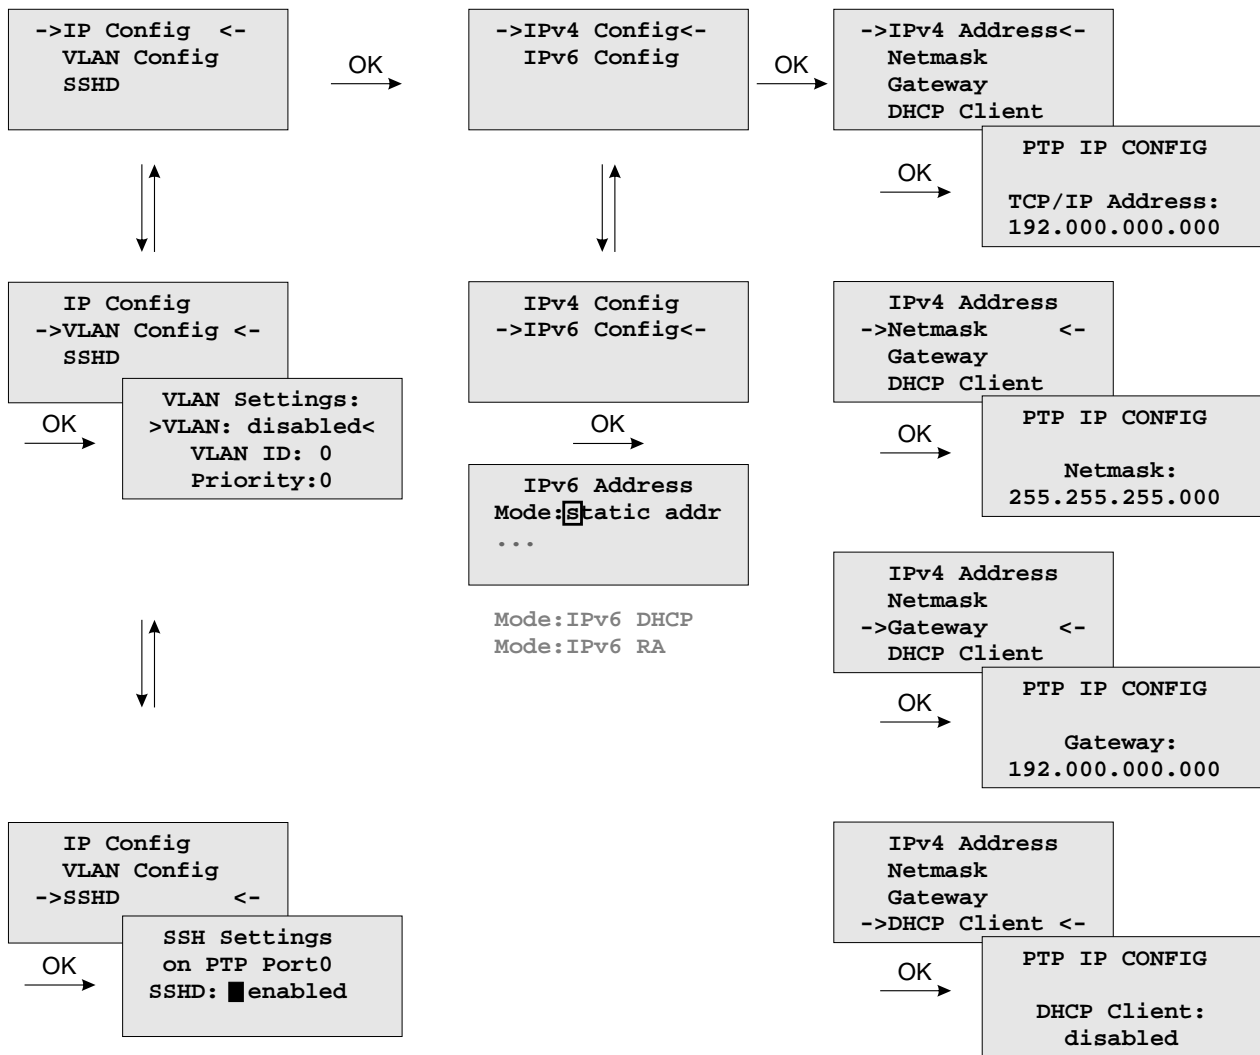 ->IP Config  <-
VLAN Config
SSHD
OK
->IPv4 Config<-
IPv6 Config
OK
->IPv4 Address<-
Netmask
Gateway
DHCP Client
OK
PTP IP CONFIG
TCP/IP Address:
192.000.000.000
IP Config
->VLAN Config <-
SSHD
OK
VLAN Settings:
>VLAN: disabled<
VLAN ID: 0
Priority:0
IPv4 Config
->IPv6 Config<-
OK
IPv6 Address
Mode:static addr
...
Mode:IPv6 DHCP
Mode:IPv6 RA
IPv4 Address
->Netmask     <-
Gateway
DHCP Client
OK
PTP IP CONFIG
Netmask:
255.255.255.000
IPv4 Address
Netmask
->Gateway     <-
DHCP Client
OK
PTP IP CONFIG
Gateway:
192.000.000.000
IP Config
VLAN Config
->SSHD        <-
OK
SSH Settings
on PTP Port0
SSHD: enabled
IPv4 Address
Netmask
Gateway
->DHCP Client <-
OK
PTP IP CONFIG
DHCP Client:
disabled